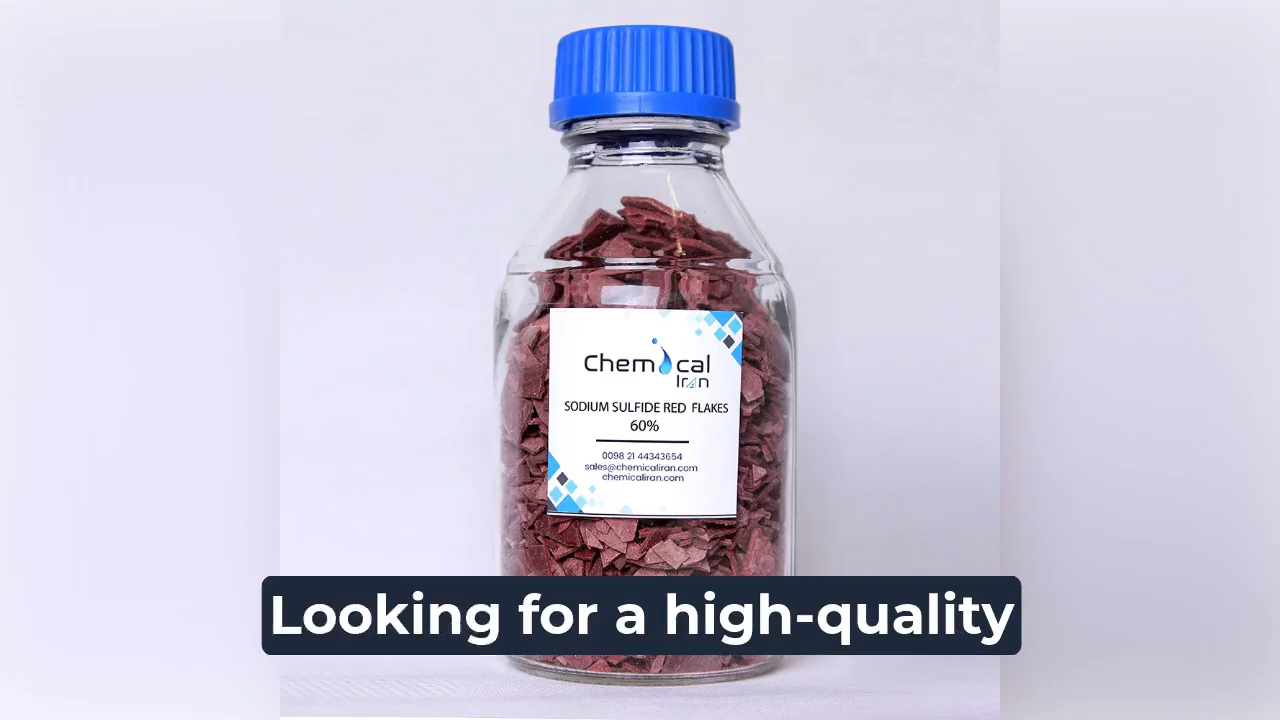 Chemical
Iran
SODIUM SULFIDE RED FLAKES
60%
0098 21 44343654
sales@chemicaliran.com
chemicaliran.com
Looking for a high-quality